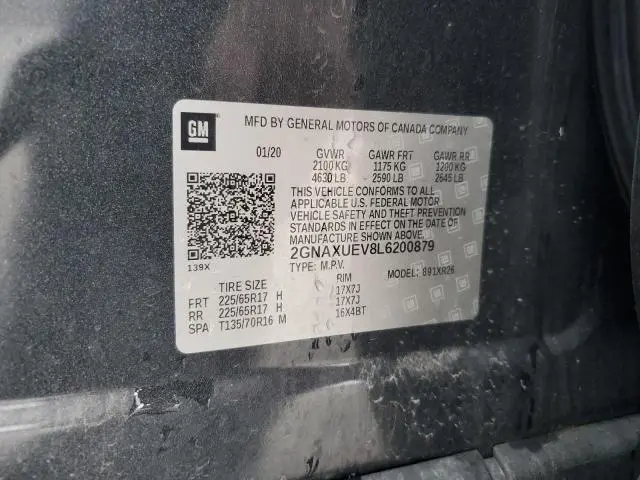 GM
MFD BY GENERAL MOTORS OF CANADA COMPANY
01/20 GVWR GAWR FRT GAWR RR
2100 KG 1175 KG 1200 KG
4630 LB 2590 LB 2645 LB
THIS VEHICLE CONFORMS TO ALL
APPLICABLE U.S. FEDERAL MOTOR
VEHICLE SAFETY AND THEFT PREVENTION
STANDARDS IN EFFECT ON THE DATE OF
MANUFACTURE SHOWN ABOVE.
2GNAXUEV8L6200879
139X TYPE: M.P.V. MODEL: 891XR26
TIRE SIZE RIM
FRT 225/65R17 H 17X7J
RR 225/65R17 H 17X7J
SPA T135/70R16 M 16X4BT